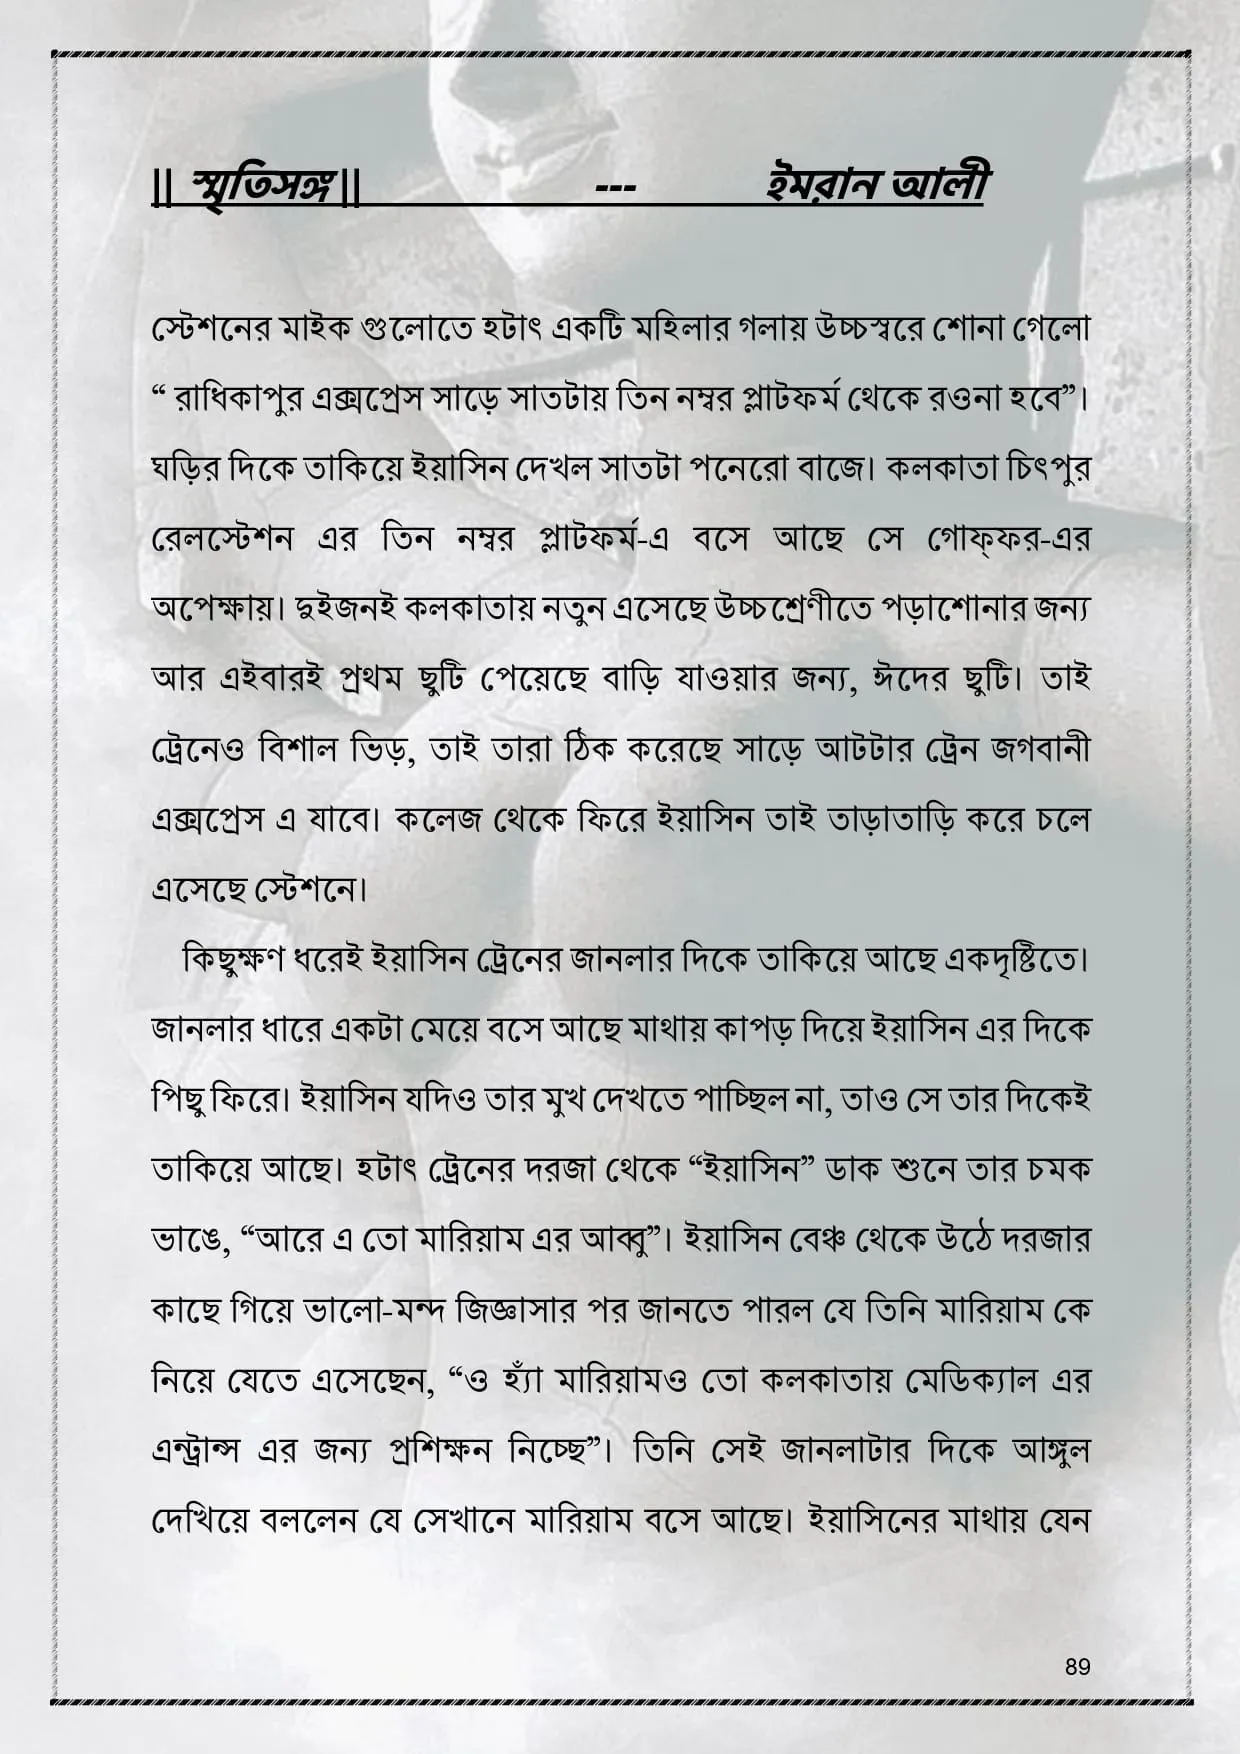 || স্মৃতিসঙ্গ || --- ইমরান আলী
স্টেশনের মাইক গুলোতে হটাৎ একটি মহিলার গলায় উচ্চস্বরে শোনা গেলো
“ রাধিকাপুর এক্সপ্রেস সাড়ে সাতটায় তিন নম্বর প্লাটফর্ম থেকে রওনা হবে”।
ঘড়ির দিকে তাকিয়ে ইয়াসিন দেখল সাতটা পনেরো বাজে। কলকাতা চিৎপুর
রেলস্টেশন এর তিন নম্বর প্লাটফর্ম-এ বসে আছে সে গোফ্ফর-এর
অপেক্ষায়। দুইজনই কলকাতায় নতুন এসেছে উচ্চশ্রেণীতে পড়াশোনার জন্য
আর এইবারই প্রথম ছুটি পেয়েছে বাড়ি যাওয়ার জন্য, ঈদের ছুটি। তাই
ট্রেনেও বিশাল ভিড়, তাই তারা ঠিক করেছে সাড়ে আটটার ট্রেন জগবানী
এক্সপ্রেস এ যাবে। কলেজ থেকে ফিরে ইয়াসিন তাই তাড়াতাড়ি করে চলে
এসেছে স্টেশনে।
কিছুক্ষণ ধরেই ইয়াসিন ট্রেনের জানলার দিকে তাকিয়ে আছে একদৃষ্টিতে।
জানলার ধারে একটা মেয়ে বসে আছে মাথায় কাপড় দিয়ে ইয়াসিন এর দিকে
পিছু ফিরে। ইয়াসিন যদিও তার মুখ দেখতে পাচ্ছিল না, তাও সে তার দিকেই
তাকিয়ে আছে। হটাৎ ট্রেনের দরজা থেকে “ইয়াসিন” ডাক শুনে তার চমক
ভাঙে, “আরে এ তো মারিয়াম এর আব্বু”। ইয়াসিন বেঞ্চ থেকে উঠে দরজার
কাছে গিয়ে ভালো-মন্দ জিজ্ঞাসার পর জানতে পারল যে তিনি মারিয়াম কে
নিয়ে যেতে এসেছেন, “ও হ্যাঁ মারিয়ামও তো কলকাতায় মেডিক্যাল এর
এন্ট্রান্স এর জন্য প্রশিক্ষন নিচ্ছে”। তিনি সেই জানলাটার দিকে আঙ্গুল
দেখিয়ে বললেন যে সেখানে মারিয়াম বসে আছে। ইয়াসিনের মাথায় যেন
89